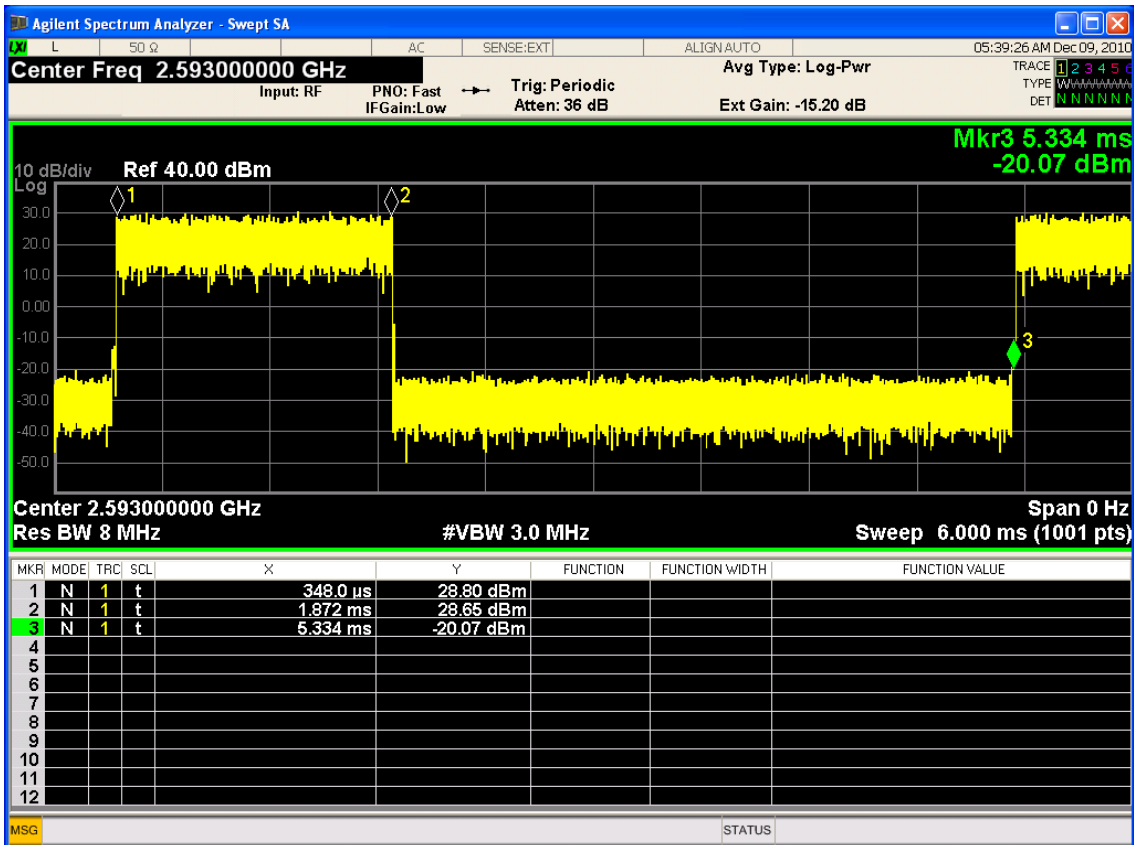 Agilent Spectrum Analyzer - Swept SA
LXI L 50 Ω AC SENSE:EXT ALIGN AUTO 05:39:26 AM Dec 09, 2010
Center Freq 2.593000000 GHz
Input: RF
PNO: Fast
IFGain:Low
Trig: Periodic
Atten: 36 dB
Avg Type: Log-Pwr
Ext Gain: -15.20 dB
TRACE 1 2 3 4 5 6
TYPE
DET N N N N N N
Mkr3 5.334 ms
-20.07 dBm
10 dB/div Ref 40.00 dBm
Log
30.0
20.0
10.0
0.00
-10.0
-20.0
-30.0
-40.0
-50.0
1
2
3
Center 2.593000000 GHz Span 0 Hz
Res BW 8 MHz #VBW 3.0 MHz Sweep 6.000 ms (1001 pts)
MKR MODE TRC SCL X Y FUNCTION FUNCTION WIDTH FUNCTION VALUE
1 N 1 t 348.0 µs 28.80 dBm
2 N 1 t 1.872 ms 28.65 dBm
3 N 1 t 5.334 ms -20.07 dBm
4
5
6
7
8
9
10
11
12
MSG STATUS